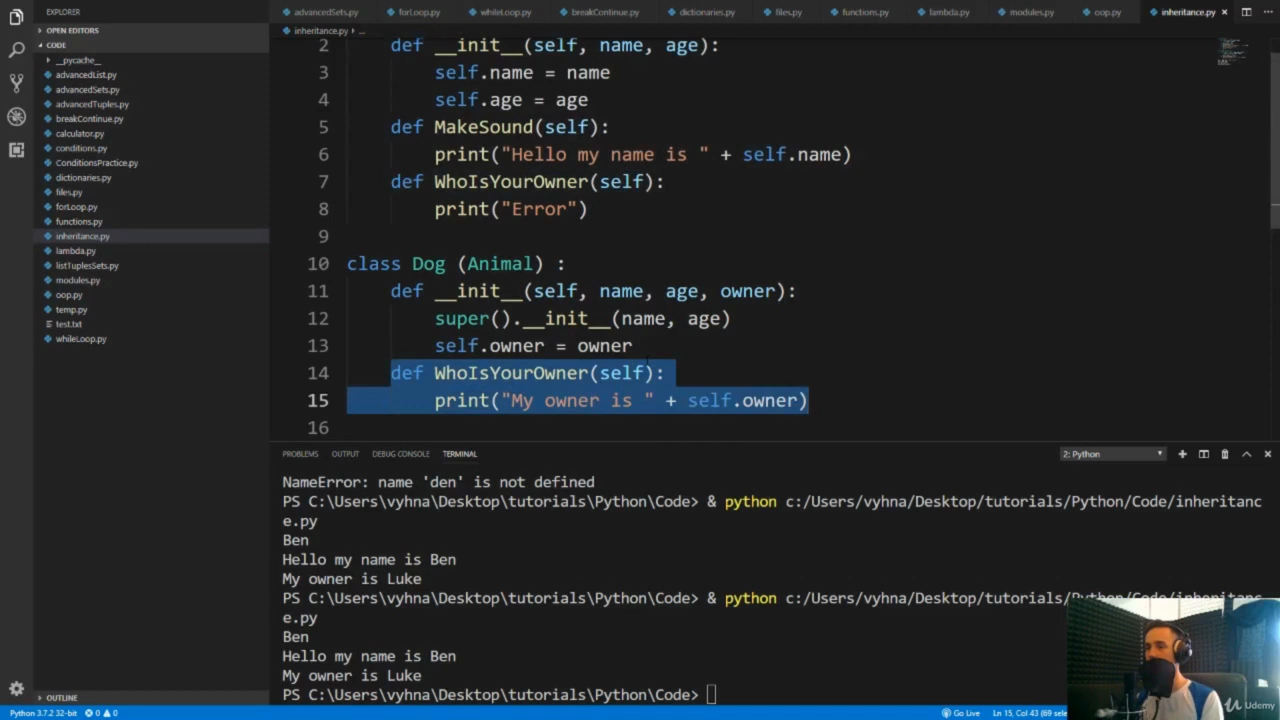 EXPLORER
advancedSets.py
forLoop.py
whileLoop.py
breakContinue.py
dictionaries.py
files.py
functions.py
lambda.py
modules.py
oop.py
inheritance.py ×
OPEN EDITORS
inheritance.py › ...
CODE
__pycache__
advancedList.py
advancedSets.py
advancedTuples.py
breakContinue.py
calculator.py
conditions.py
ConditionsPractice.py
dictionaries.py
files.py
forLoop.py
functions.py
inheritance.py
lambda.py
listTuplesSets.py
modules.py
oop.py
temp.py
test.txt
whileLoop.py
2 def __init__(self, name, age):
3 self.name = name
4 self.age = age
5 def MakeSound(self):
6 print("Hello my name is " + self.name)
7 def WhoIsYourOwner(self):
8 print("Error")
9
10 class Dog (Animal) :
11 def __init__(self, name, age, owner):
12 super().__init__(name, age)
13 self.owner = owner
14 def WhoIsYourOwner(self):
15 print("My owner is " + self.owner)
16
PROBLEMS OUTPUT DEBUG CONSOLE TERMINAL
2: Python
NameError: name 'den' is not defined
PS C:\Users\vyhna\Desktop\tutorials\Python\Code> & python c:/Users/vyhna/Desktop/tutorials/Python/Code/inheritanc
e.py
Ben
Hello my name is Ben
My owner is Luke
PS C:\Users\vyhna\Desktop\tutorials\Python\Code> & python c:/Users/vyhna/Desktop/tutorials/Python/Code/inheritanc
e.py
Ben
Hello my name is Ben
My owner is Luke
PS C:\Users\vyhna\Desktop\tutorials\Python\Code>
OUTLINE
Python 3.7.2 32-bit 0 0
Go Live
Ln 15, Col 43 (69 sele
Udemy